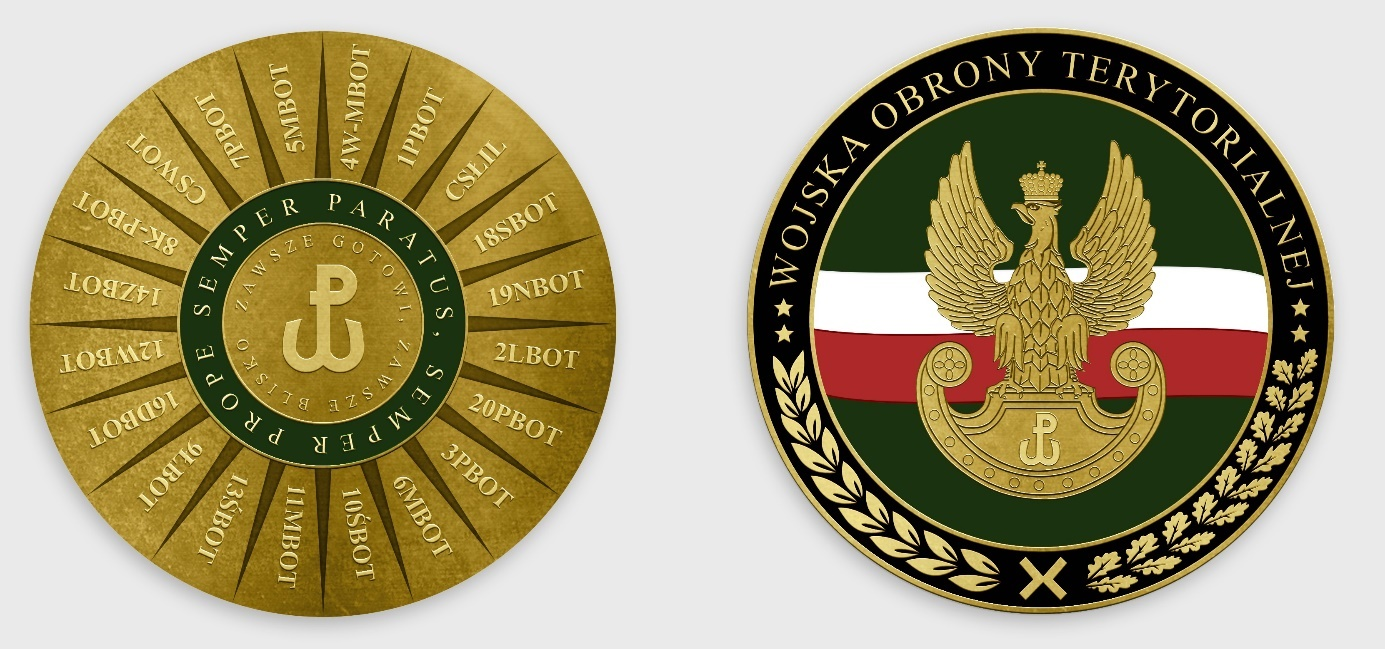 4W-MBOT
1PBOT
CSŁIL
18SBOT
19NBOT
2LBOT
20PBOT
3PBOT
6MBOT
10ŚBOT
11MBOT
13ŚBOT
9ŁBOT
16DBOT
12WBOT
14ZBOT
8K-PBOT
CSWOT
7PBOT
5MBOT
SEMPER PARATUS, SEMPER PROPE
ZAWSZE GOTOWI, ZAWSZE BLISKO
WOJSKA OBRONY TERYTORIALNEJ